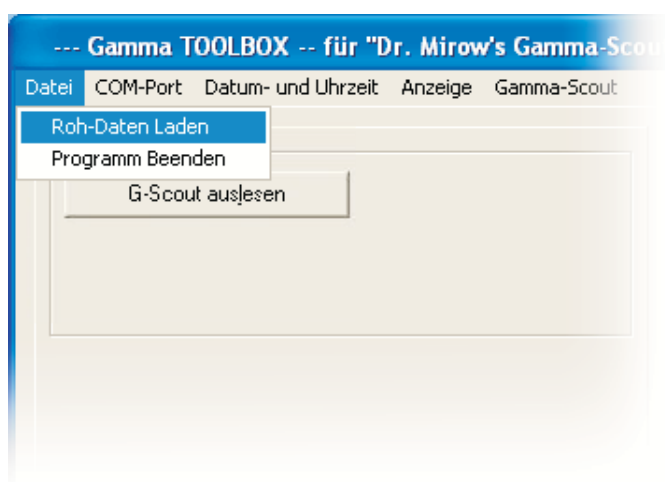 --- Gamma TOOLBOX -- für "Dr. Mirow's Gamma-Scou
Datei COM-Port Datum- und Uhrzeit Anzeige Gamma-Scout
Roh-Daten Laden
Programm Beenden
G-Scout auslesen